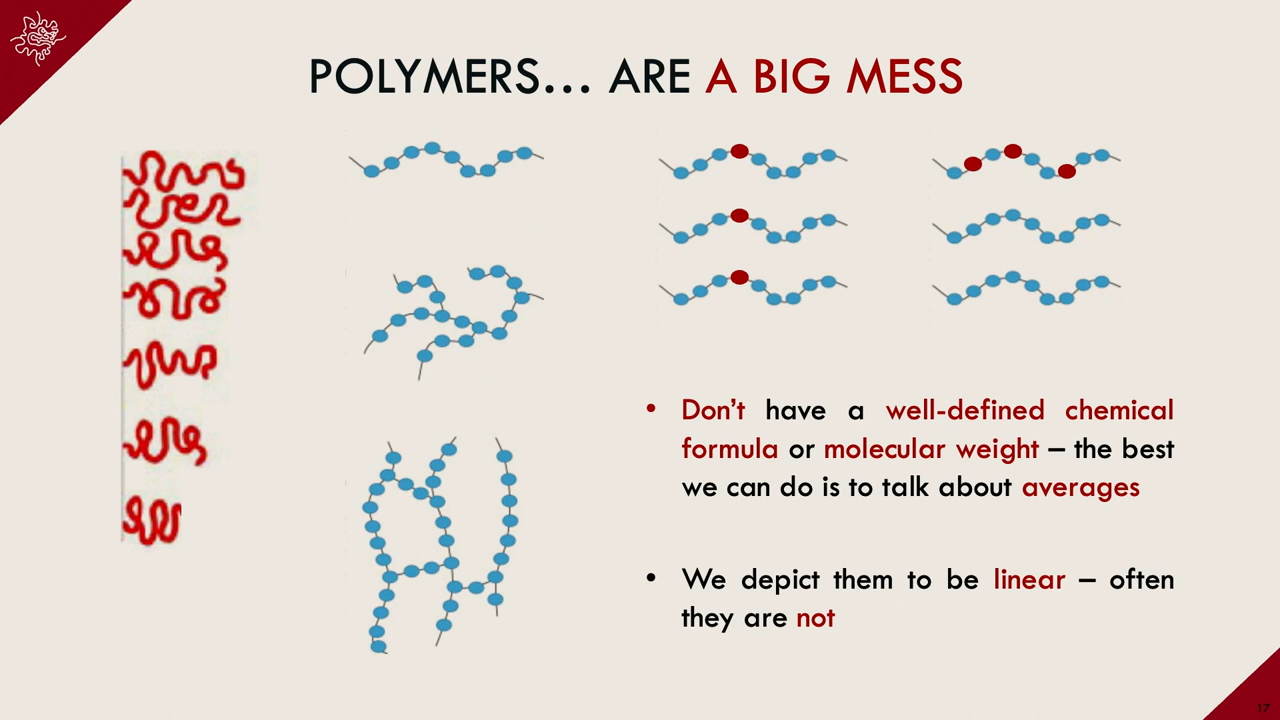 POLYMERS... ARE A BIG MESS
• Don't have a well-defined chemical
formula or molecular weight – the best
we can do is to talk about averages
• We depict them to be linear – often
they are not
17